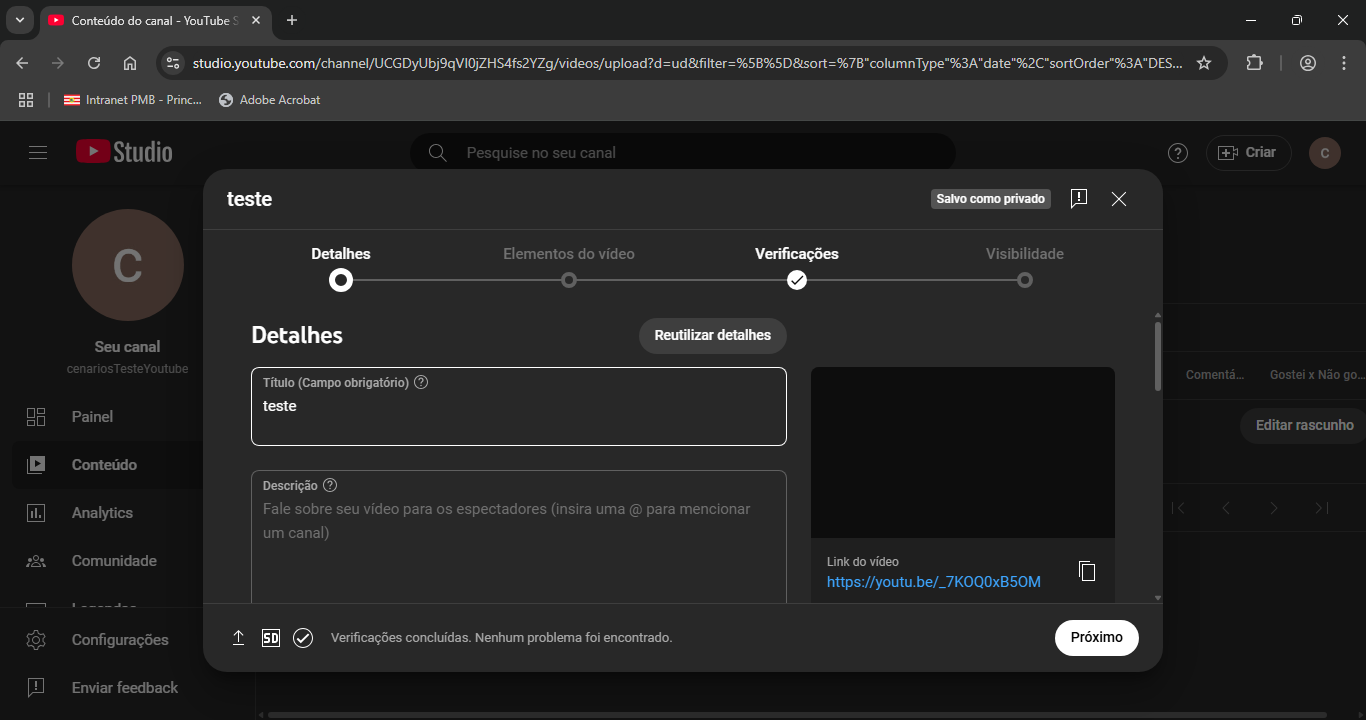 Conteúdo do canal - YouTube S
studio.youtube.com/channel/UCGDyUbj9qVI0jZHS4fs2YZg/videos/upload?d=ud&filter=%5B%5D&sort=%7B"columnType"%3A"date"%2C"sortOrder"%3A"DES...
Intranet PMB - Princ...
Adobe Acrobat
Studio
Pesquise no seu canal
Criar
C
teste
Salvo como privado
Detalhes
Elementos do vídeo
Verificações
Visibilidade
C
Seu canal
cenariosTesteYoutube
Painel
Conteúdo
Analytics
Comunidade
Legendas
Configurações
Enviar feedback
Detalhes
Reutilizar detalhes
Título (Campo obrigatório)
teste
Descrição
Fale sobre seu vídeo para os espectadores (insira uma @ para mencionar
um canal)
Link do vídeo
https://youtu.be/_7KOQ0xB5OM
Comentá...
Gostei x Não go...
Editar rascunho
SD
Verificações concluídas. Nenhum problema foi encontrado.
Próximo